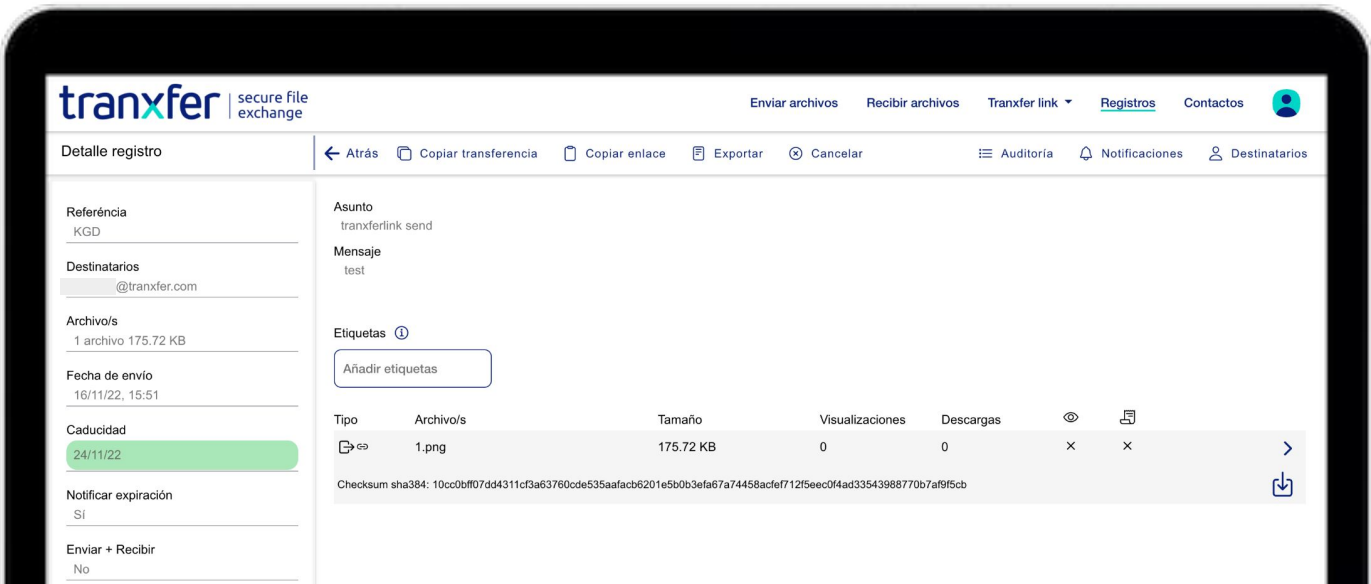 tranxfer | secure file
exchange
Enviar archivos Recibir archivos Tranxfer link Registros Contactos
Detalle registro Atrás Copiar transferencia Copiar enlace Exportar Cancelar Auditoría Notificaciones Destinatarios
Referéncia
KGD
Destinatarios
@tranxfer.com
Archivo/s
1 archivo 175.72 KB
Fecha de envío
16/11/22, 15:51
Caducidad
24/11/22
Notificar expiración
Sí
Enviar + Recibir
No
Asunto
tranxferlink send
Mensaje
test
Etiquetas
Añadir etiquetas
Tipo Archivo/s Tamaño Visualizaciones Descargas
1.png 175.72 KB 0 0
Checksum sha384: 10cc0bff07dd4311cf3a63760cde535aafacb6201e5b0b3efa67a74458acfef712f5eec0f4ad33543988770b7af9f5cb